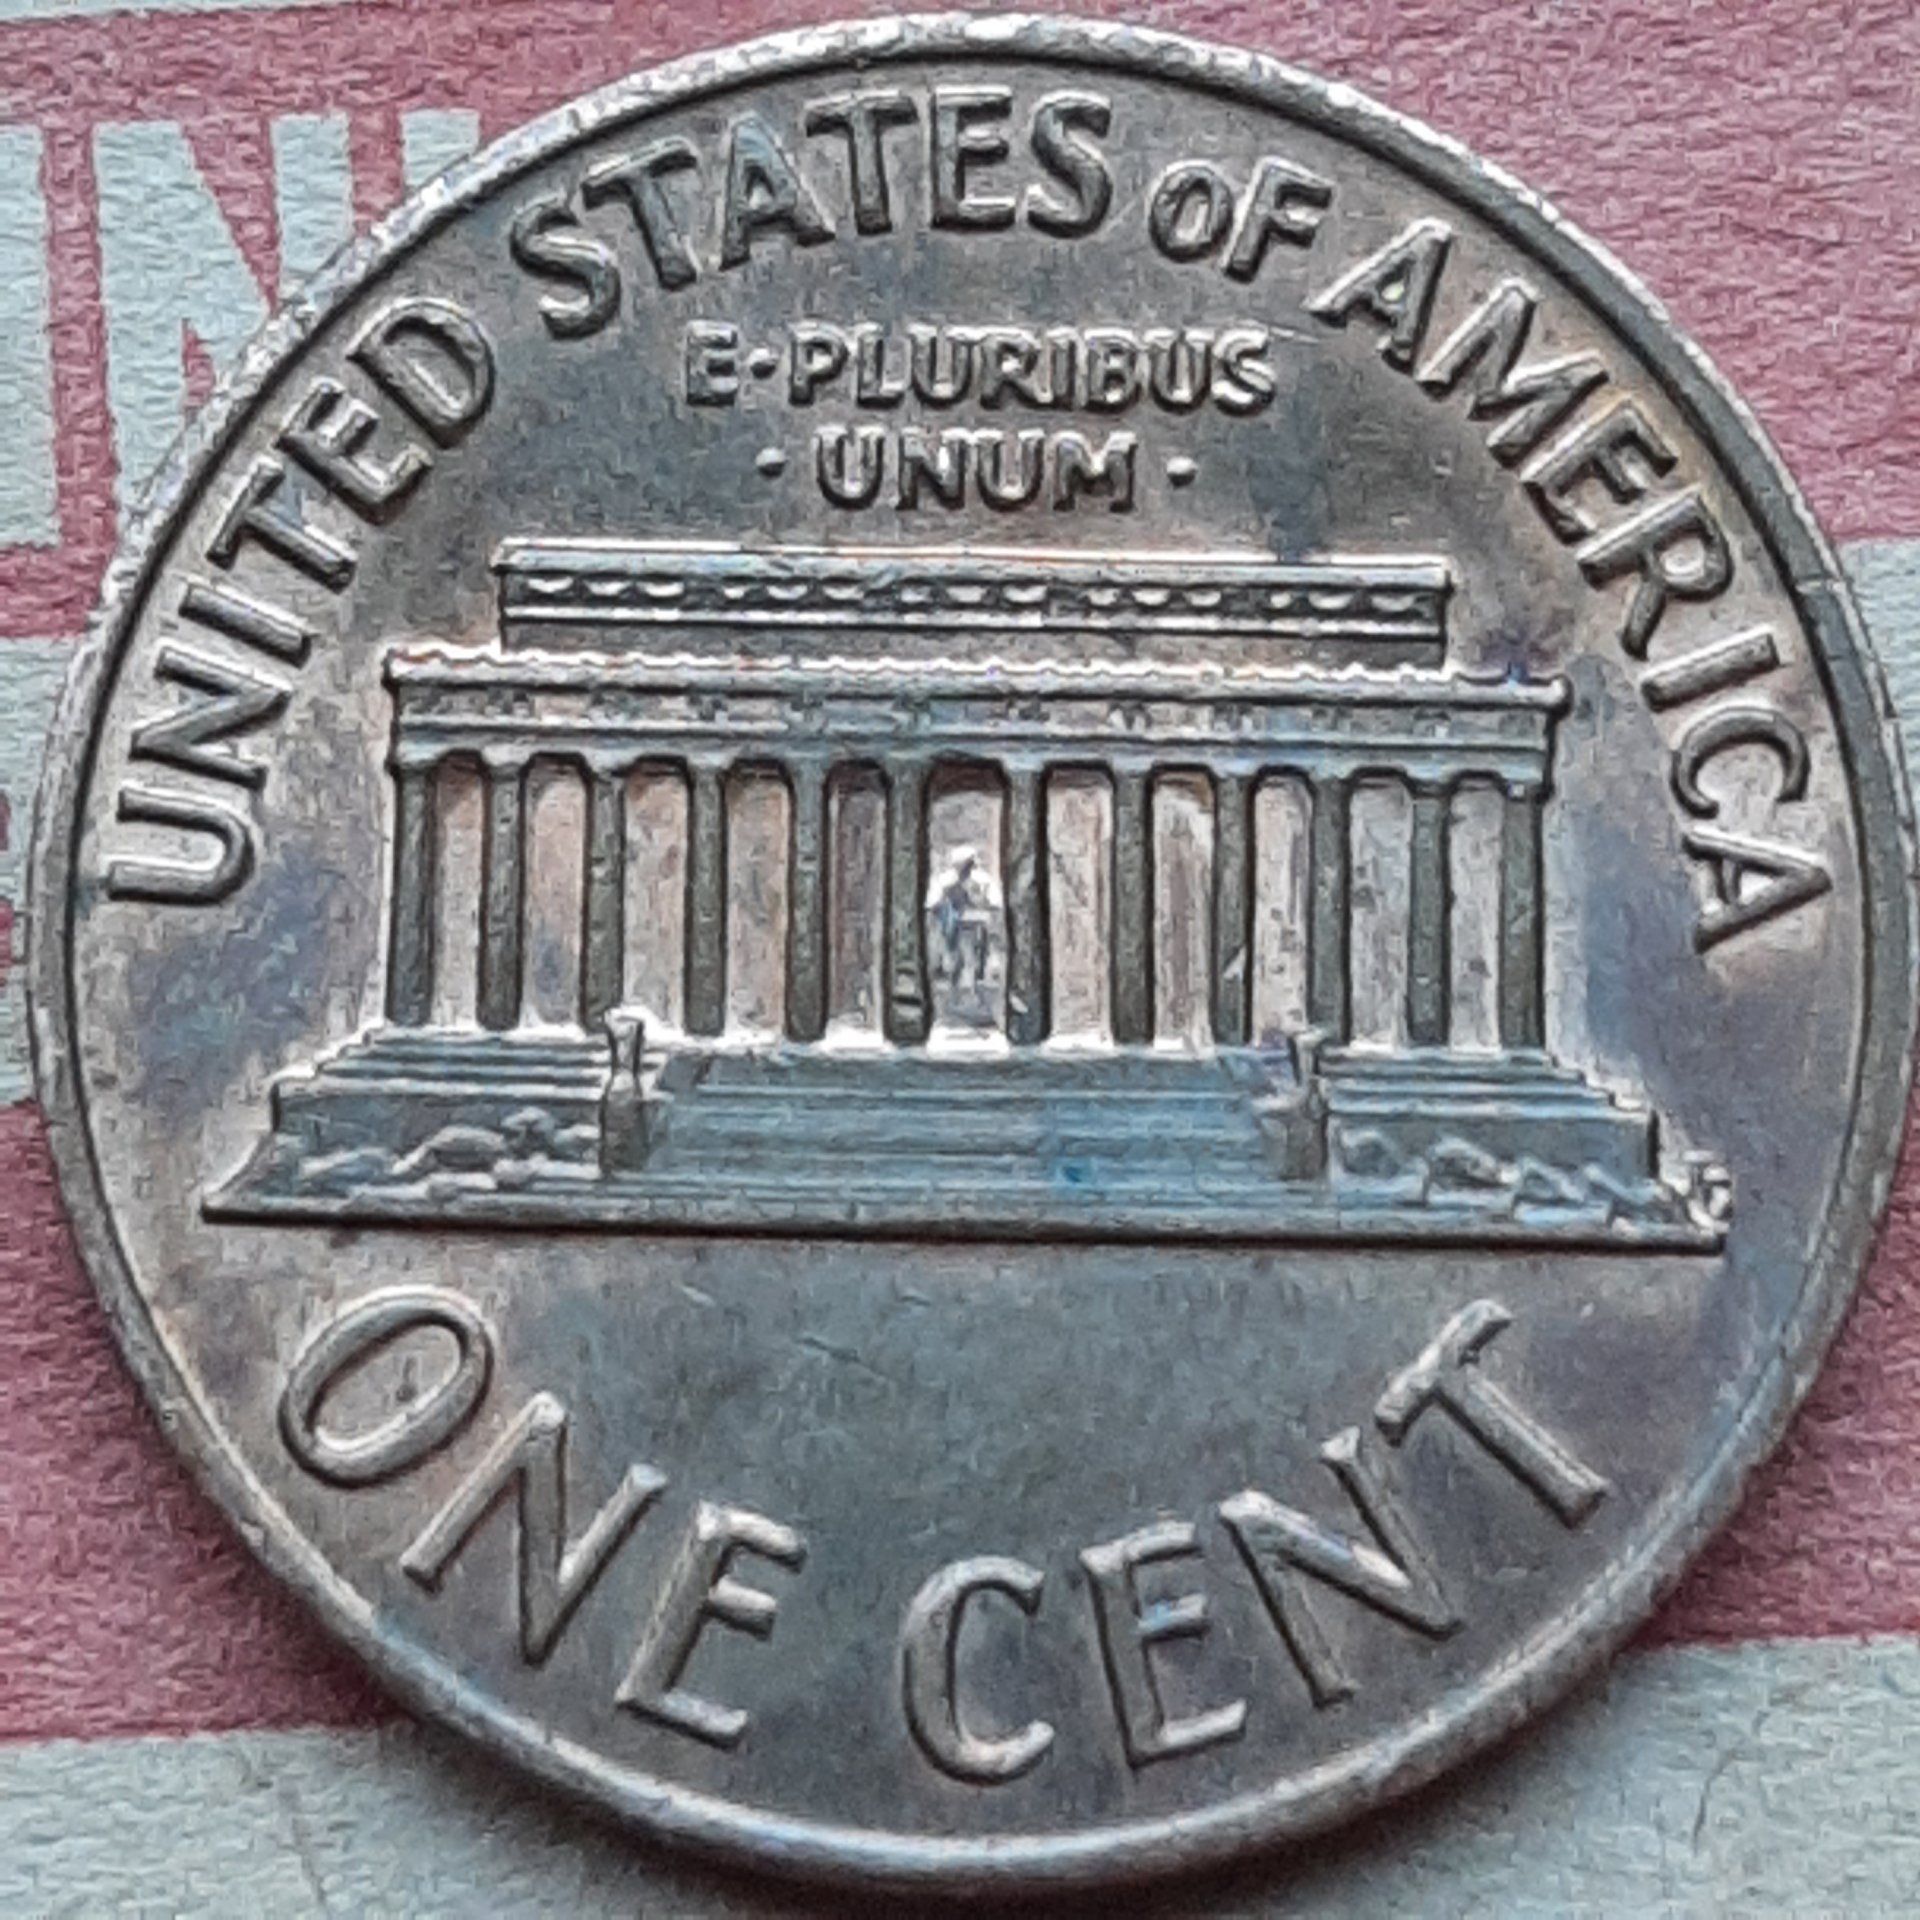 UNITED STATES OF AMERICA
E·PLURIBUS
· UNUM ·
ONE CENT